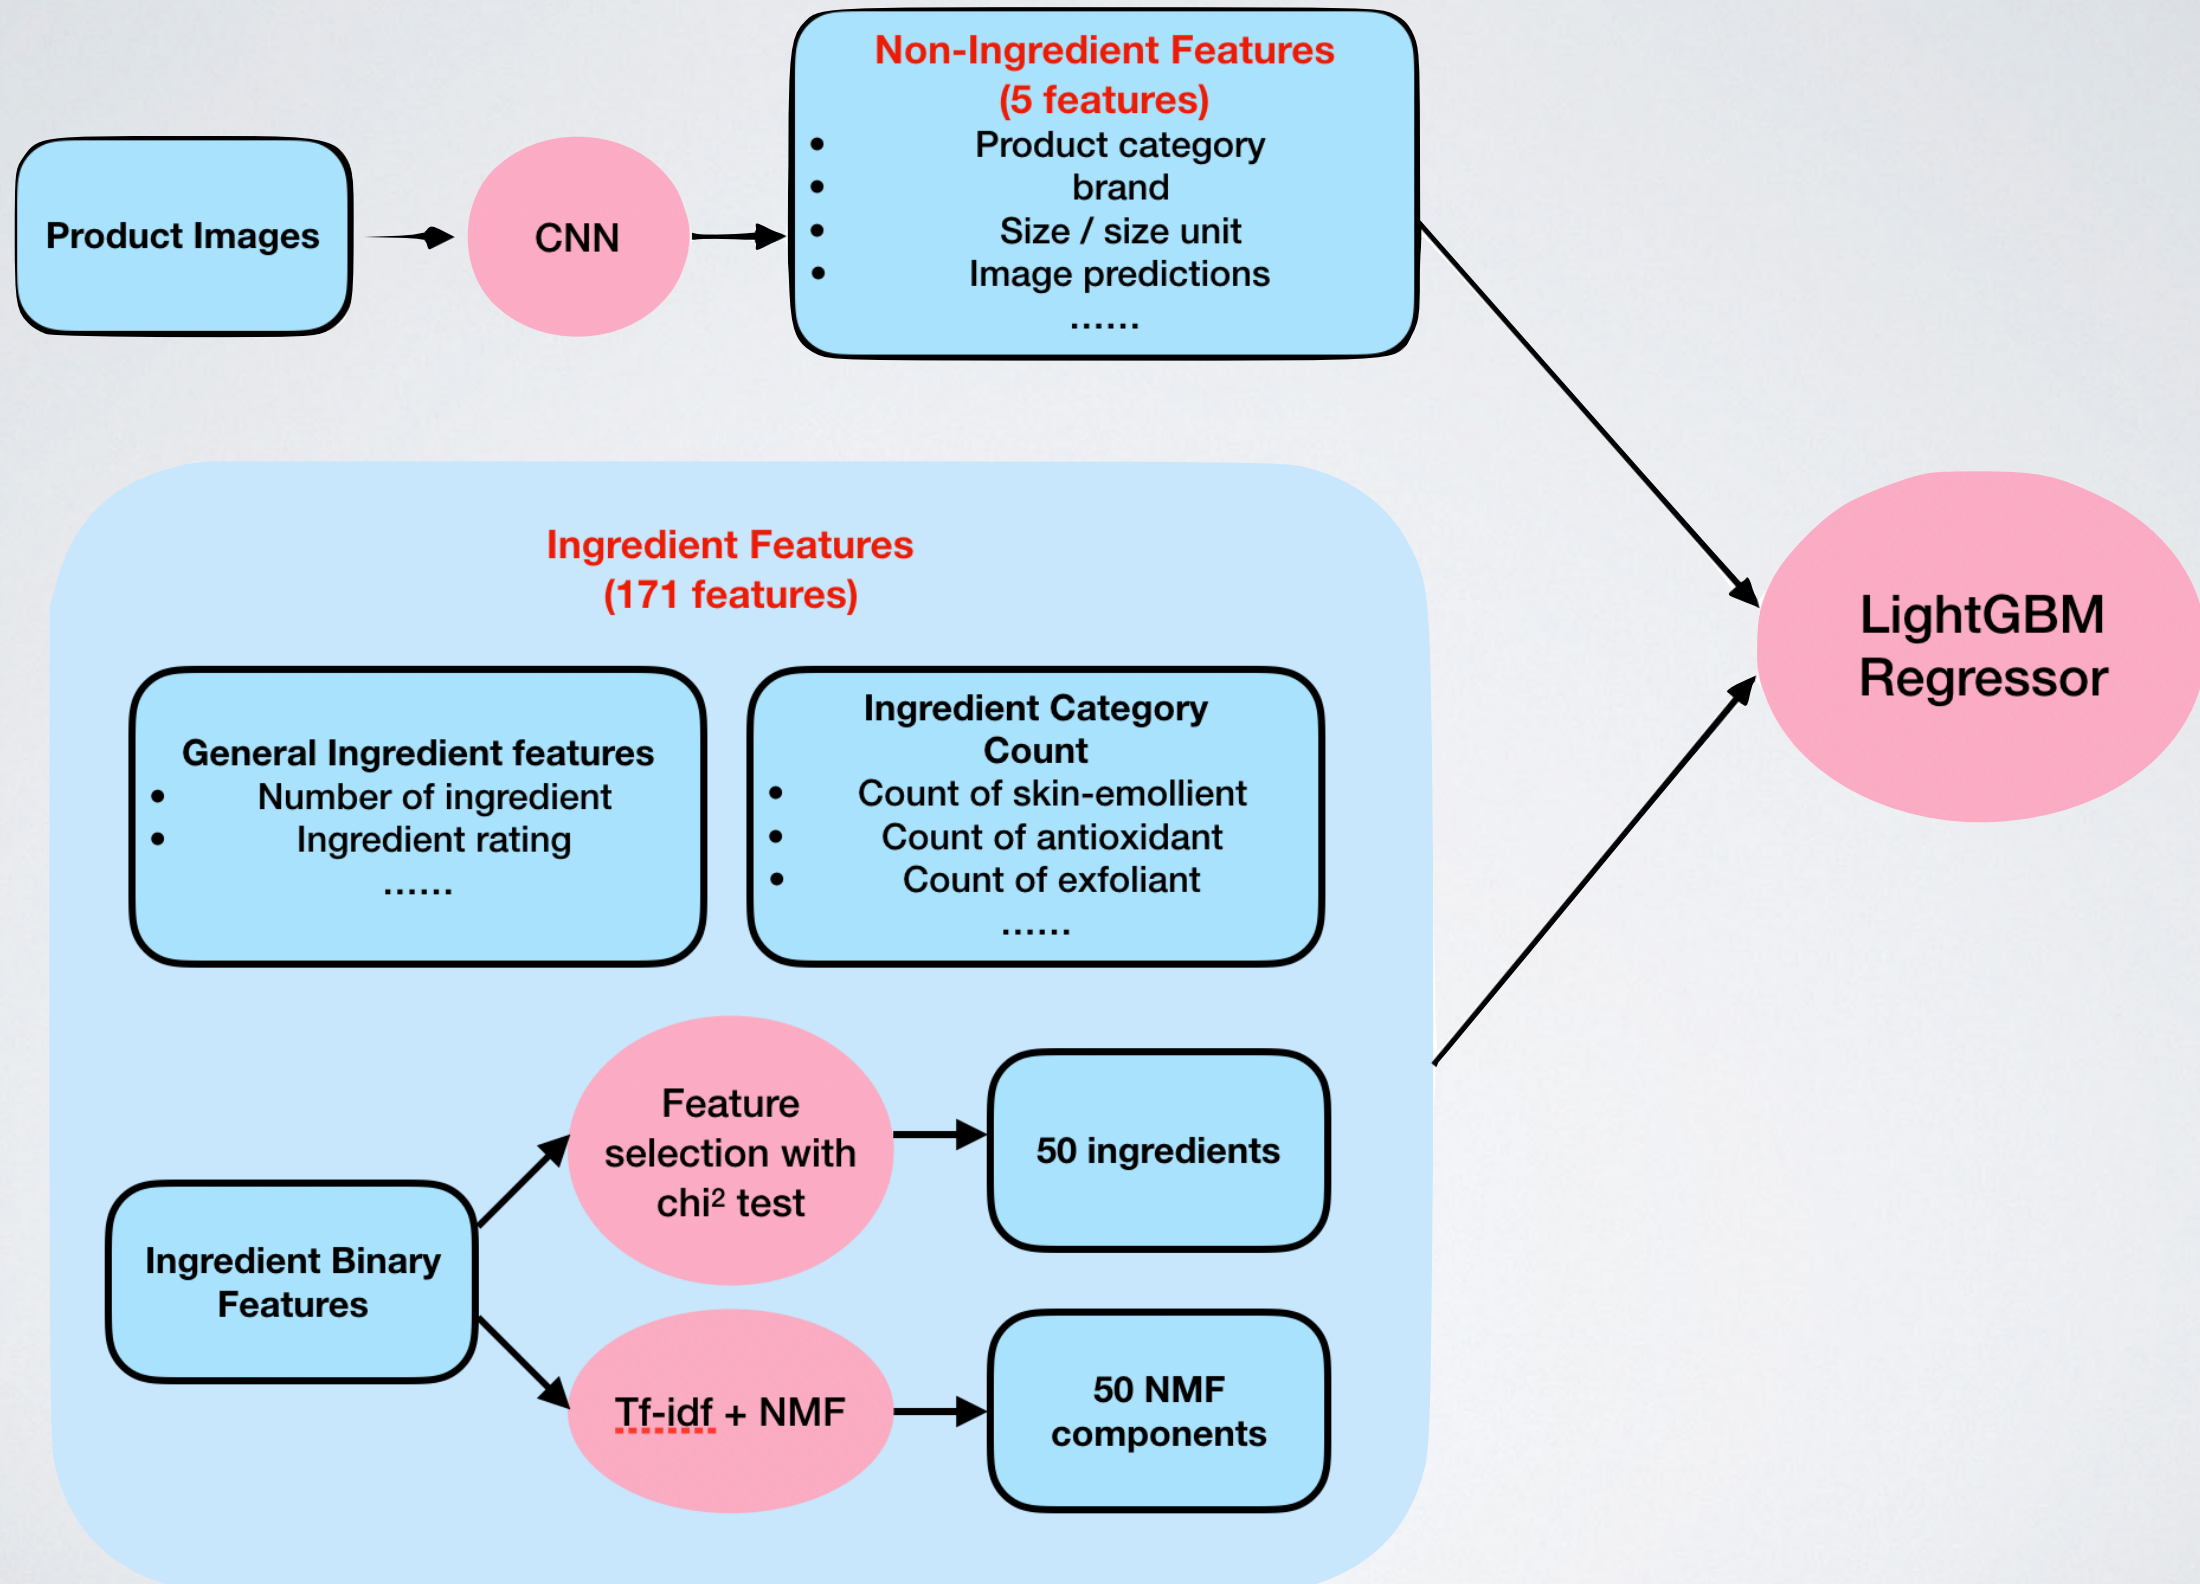 Non-Ingredient Features
(5 features)
• Product category
• brand
• Size / size unit
• Image predictions
......
Product Images
CNN
LightGBM
Regressor
Ingredient Features
(171 features)
General Ingredient features
• Number of ingredient
• Ingredient rating
......
Ingredient Category
Count
• Count of skin-emollient
• Count of antioxidant
• Count of exfoliant
......
Ingredient Binary
Features
Feature
selection with
chi² test
50 ingredients
Tf-idf + NMF
50 NMF
components